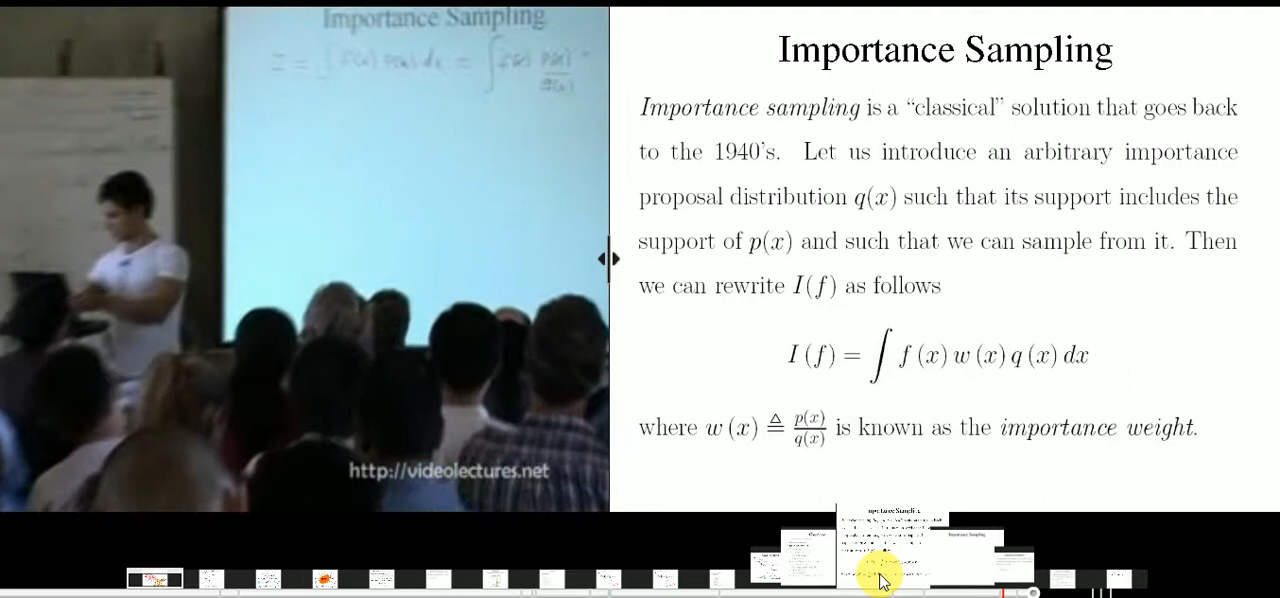 Importance Sampling
http://videolectures.net
Importance Sampling
Importance sampling is a “classical” solution that goes back
to the 1940’s. Let us introduce an arbitrary importance
proposal distribution q(x) such that its support includes the
support of p(x) and such that we can sample from it. Then
we can rewrite I(f) as follows
I (f) = ∫ f (x) w (x) q (x) dx
where w (x) ≜ p(x)/q(x) is known as the importance weight.
Importance Sampling